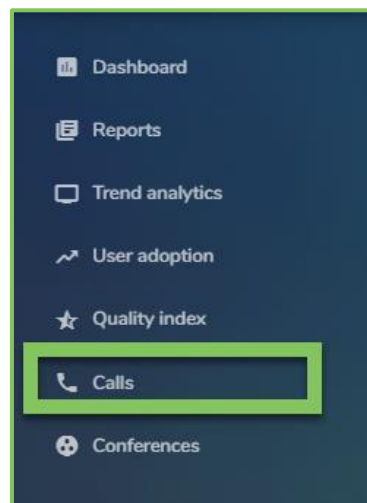 Dashboard
Reports
Trend analytics
User adoption
Quality index
Calls
Conferences